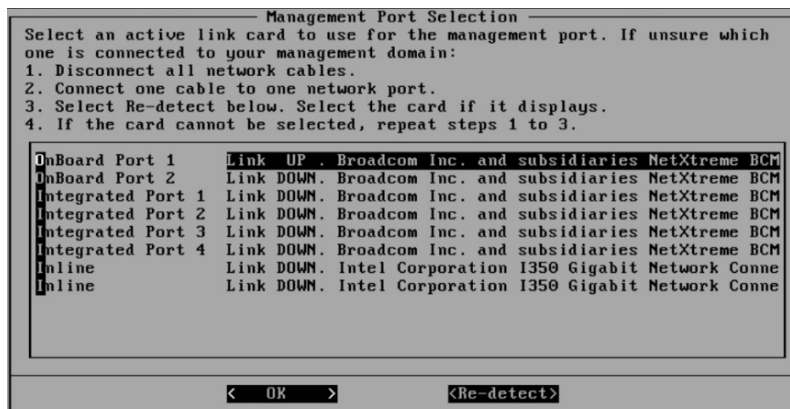 Management Port Selection
Select an active link card to use for the management port. If unsure which
one is connected to your management domain:
1. Disconnect all network cables.
2. Connect one cable to one network port.
3. Select Re-detect below. Select the card if it displays.
4. If the card cannot be selected, repeat steps 1 to 3.
OnBoard Port 1 Link UP . Broadcom Inc. and subsidiaries NetXtreme BCM
OnBoard Port 2 Link DOWN. Broadcom Inc. and subsidiaries NetXtreme BCM
Integrated Port 1 Link DOWN. Broadcom Inc. and subsidiaries NetXtreme BCM
Integrated Port 2 Link DOWN. Broadcom Inc. and subsidiaries NetXtreme BCM
Integrated Port 3 Link DOWN. Broadcom Inc. and subsidiaries NetXtreme BCM
Integrated Port 4 Link DOWN. Broadcom Inc. and subsidiaries NetXtreme BCM
Inline Link DOWN. Intel Corporation I350 Gigabit Network Conne
Inline Link DOWN. Intel Corporation I350 Gigabit Network Conne
< OK > <Re-detect>